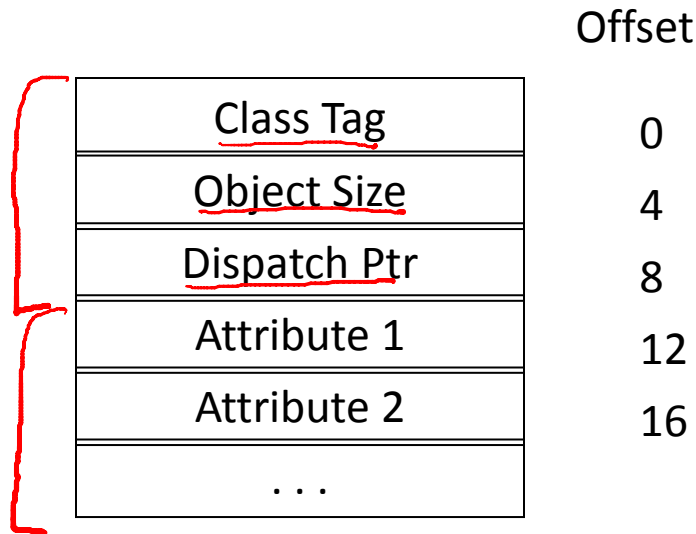 Offset
Class Tag 0
Object Size 4
Dispatch Ptr 8
Attribute 1 12
Attribute 2 16
. . .